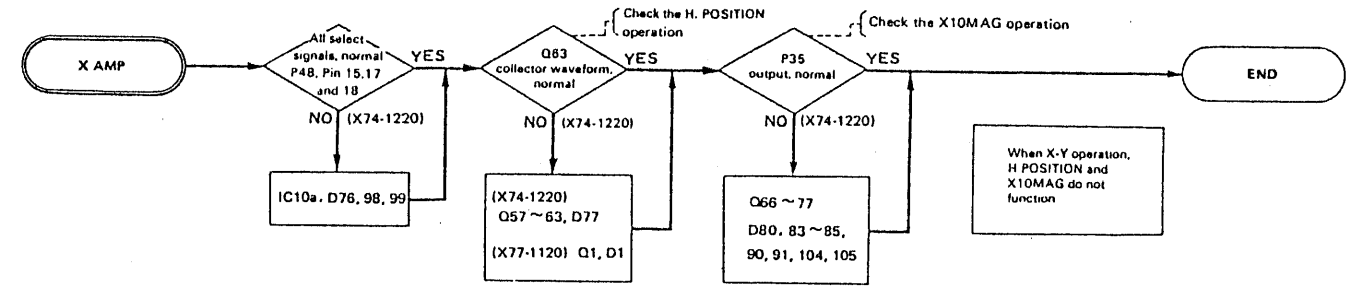 X AMP
All select
signals, normal
P48, Pin 15,17
and 18
YES
NO (X74-1220)
IC10a, D76, 98, 99
Check the H. POSITION
operation
Q63
collector waveform,
normal
YES
NO (X74-1220)
(X74-1220)
Q57~63, D77
(X77-1120) Q1, D1
Check the X10MAG operation
P35
output, normal
YES
NO (X74-1220)
Q66~77
D80, 83~85,
90, 91, 104, 105
END
When X-Y operation,
H POSITION and
X10MAG do not
function